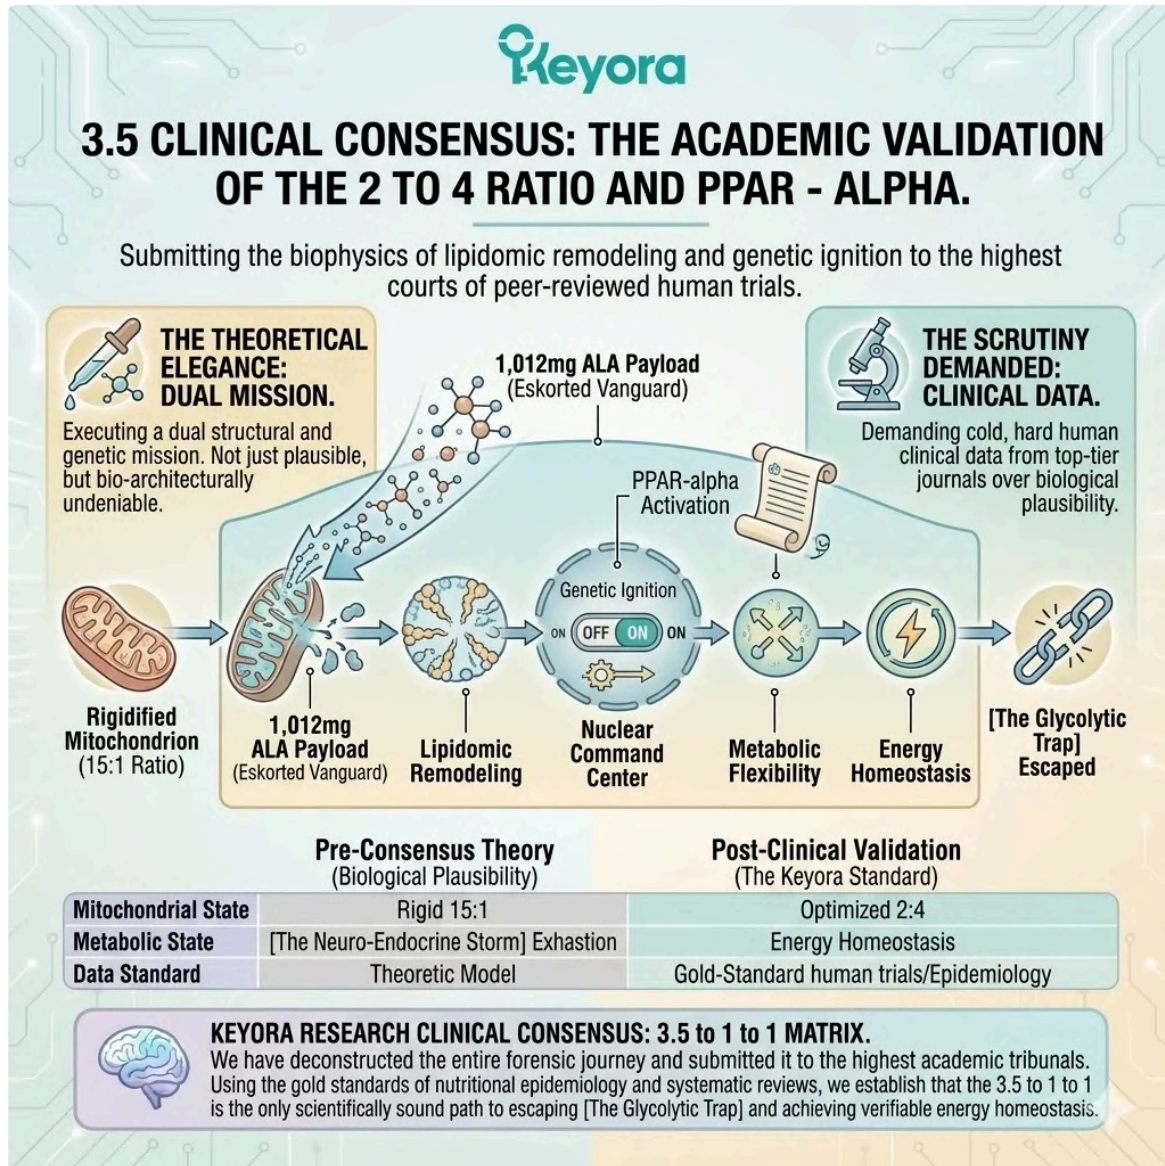 Keyora
3.5 CLINICAL CONSENSUS: THE ACADEMIC VALIDATION
OF THE 2 TO 4 RATIO AND PPAR - ALPHA.
Submitting the biophysics of lipidomic remodeling and genetic ignition to the highest
courts of peer-reviewed human trials.
THE THEORETICAL
ELEGANCE:
DUAL MISSION.
Executing a dual structural and
genetic mission. Not just plausible,
but bio-architecturally
undeniable.
1,012mg ALA Payload
(Eskorted Vanguard)
PPAR-alpha
Activation
THE SCRUTINY
DEMANDED:
CLINICAL DATA.
Demanding cold, hard human
clinical data from top-tier
journals over biological
plausibility.
Genetic Ignition
ON OFF ON ON
Rigidified
Mitochondrion
(15:1 Ratio)
1,012mg
ALA Payload
(Eskorted Vanguard)
Lipidomic
Remodeling
Nuclear
Command
Center
Metabolic
Flexibility
Energy
Homeostasis
[The Glycolytic
Trap]
Escaped
Pre-Consensus Theory
(Biological Plausibility)
Post-Clinical Validation
(The Keyora Standard)
Mitochondrial State Rigid 15:1 Optimized 2:4
Metabolic State [The Neuro-Endocrine Storm] Exhastion Energy Homeostasis
Data Standard Theoretic Model Gold-Standard human trials/Epidemiology
KEYORA RESEARCH CLINICAL CONSENSUS: 3.5 to 1 to 1 MATRIX.
We have deconstructed the entire forensic journey and submitted it to the highest academic tribunals.
Using the gold standards of nutritional epidemiology and systematic reviews, we establish that the 3.5 to 1 to 1
is the only scientifically sound path to escaping [The Glycolytic Trap] and achieving verifiable energy homeostasis.